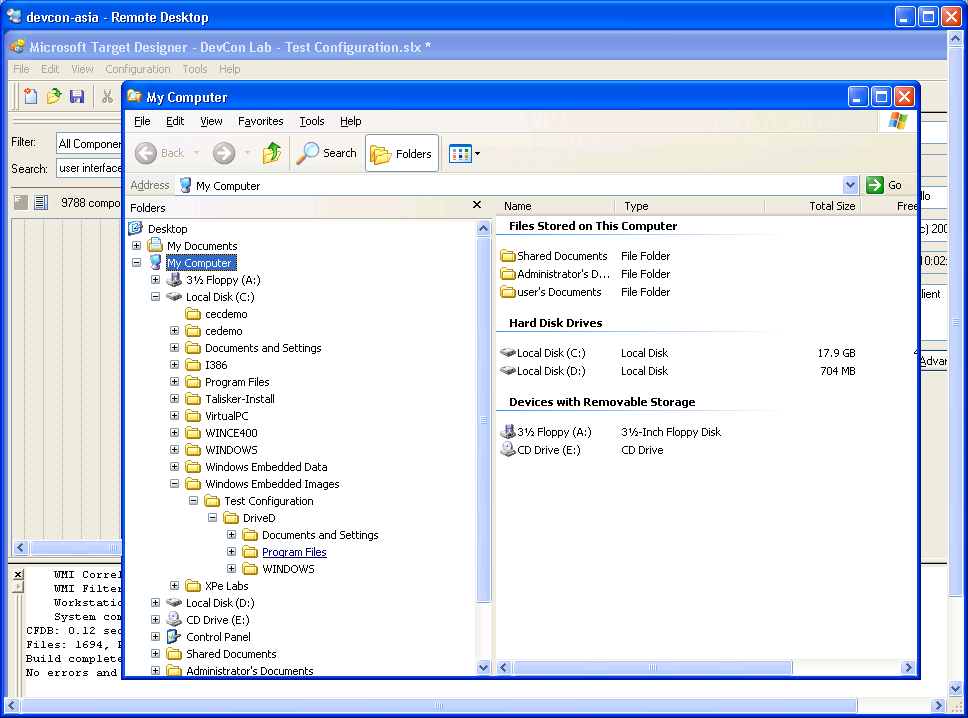 devcon-asia - Remote Desktop
Microsoft Target Designer - DevCon Lab - Test Configuration.slx *
File Edit View Configuration Tools Help
My Computer
File Edit View Favorites Tools Help
Back Search Folders
Address My Computer Go
Filter: All Componen
Search: user interface
9788 compo
Folders
Desktop
My Documents
My Computer
3½ Floppy (A:)
Local Disk (C:)
cecdemo
cedemo
Documents and Settings
I386
Program Files
Talisker-Install
VirtualPC
WINCE400
WINDOWS
Windows Embedded Data
Windows Embedded Images
Test Configuration
DriveD
Documents and Settings
Program Files
WINDOWS
XPe Labs
Local Disk (D:)
CD Drive (E:)
Control Panel
Shared Documents
Administrator's Documents
Name Type Total Size Free
Files Stored on This Computer
Shared Documents File Folder
Administrator's D... File Folder
user's Documents File Folder
Hard Disk Drives
Local Disk (C:) Local Disk 17.9 GB
Local Disk (D:) Local Disk 704 MB
Devices with Removable Storage
3½ Floppy (A:) 3½-Inch Floppy Disk
CD Drive (E:) CD Drive
llo
c) 200
10:02:
lient
Advar
WMI Correl
WMI Filter
Workstatio
System com
CFDB: 0.12 sec
Files: 1694,
Build complete
No errors and